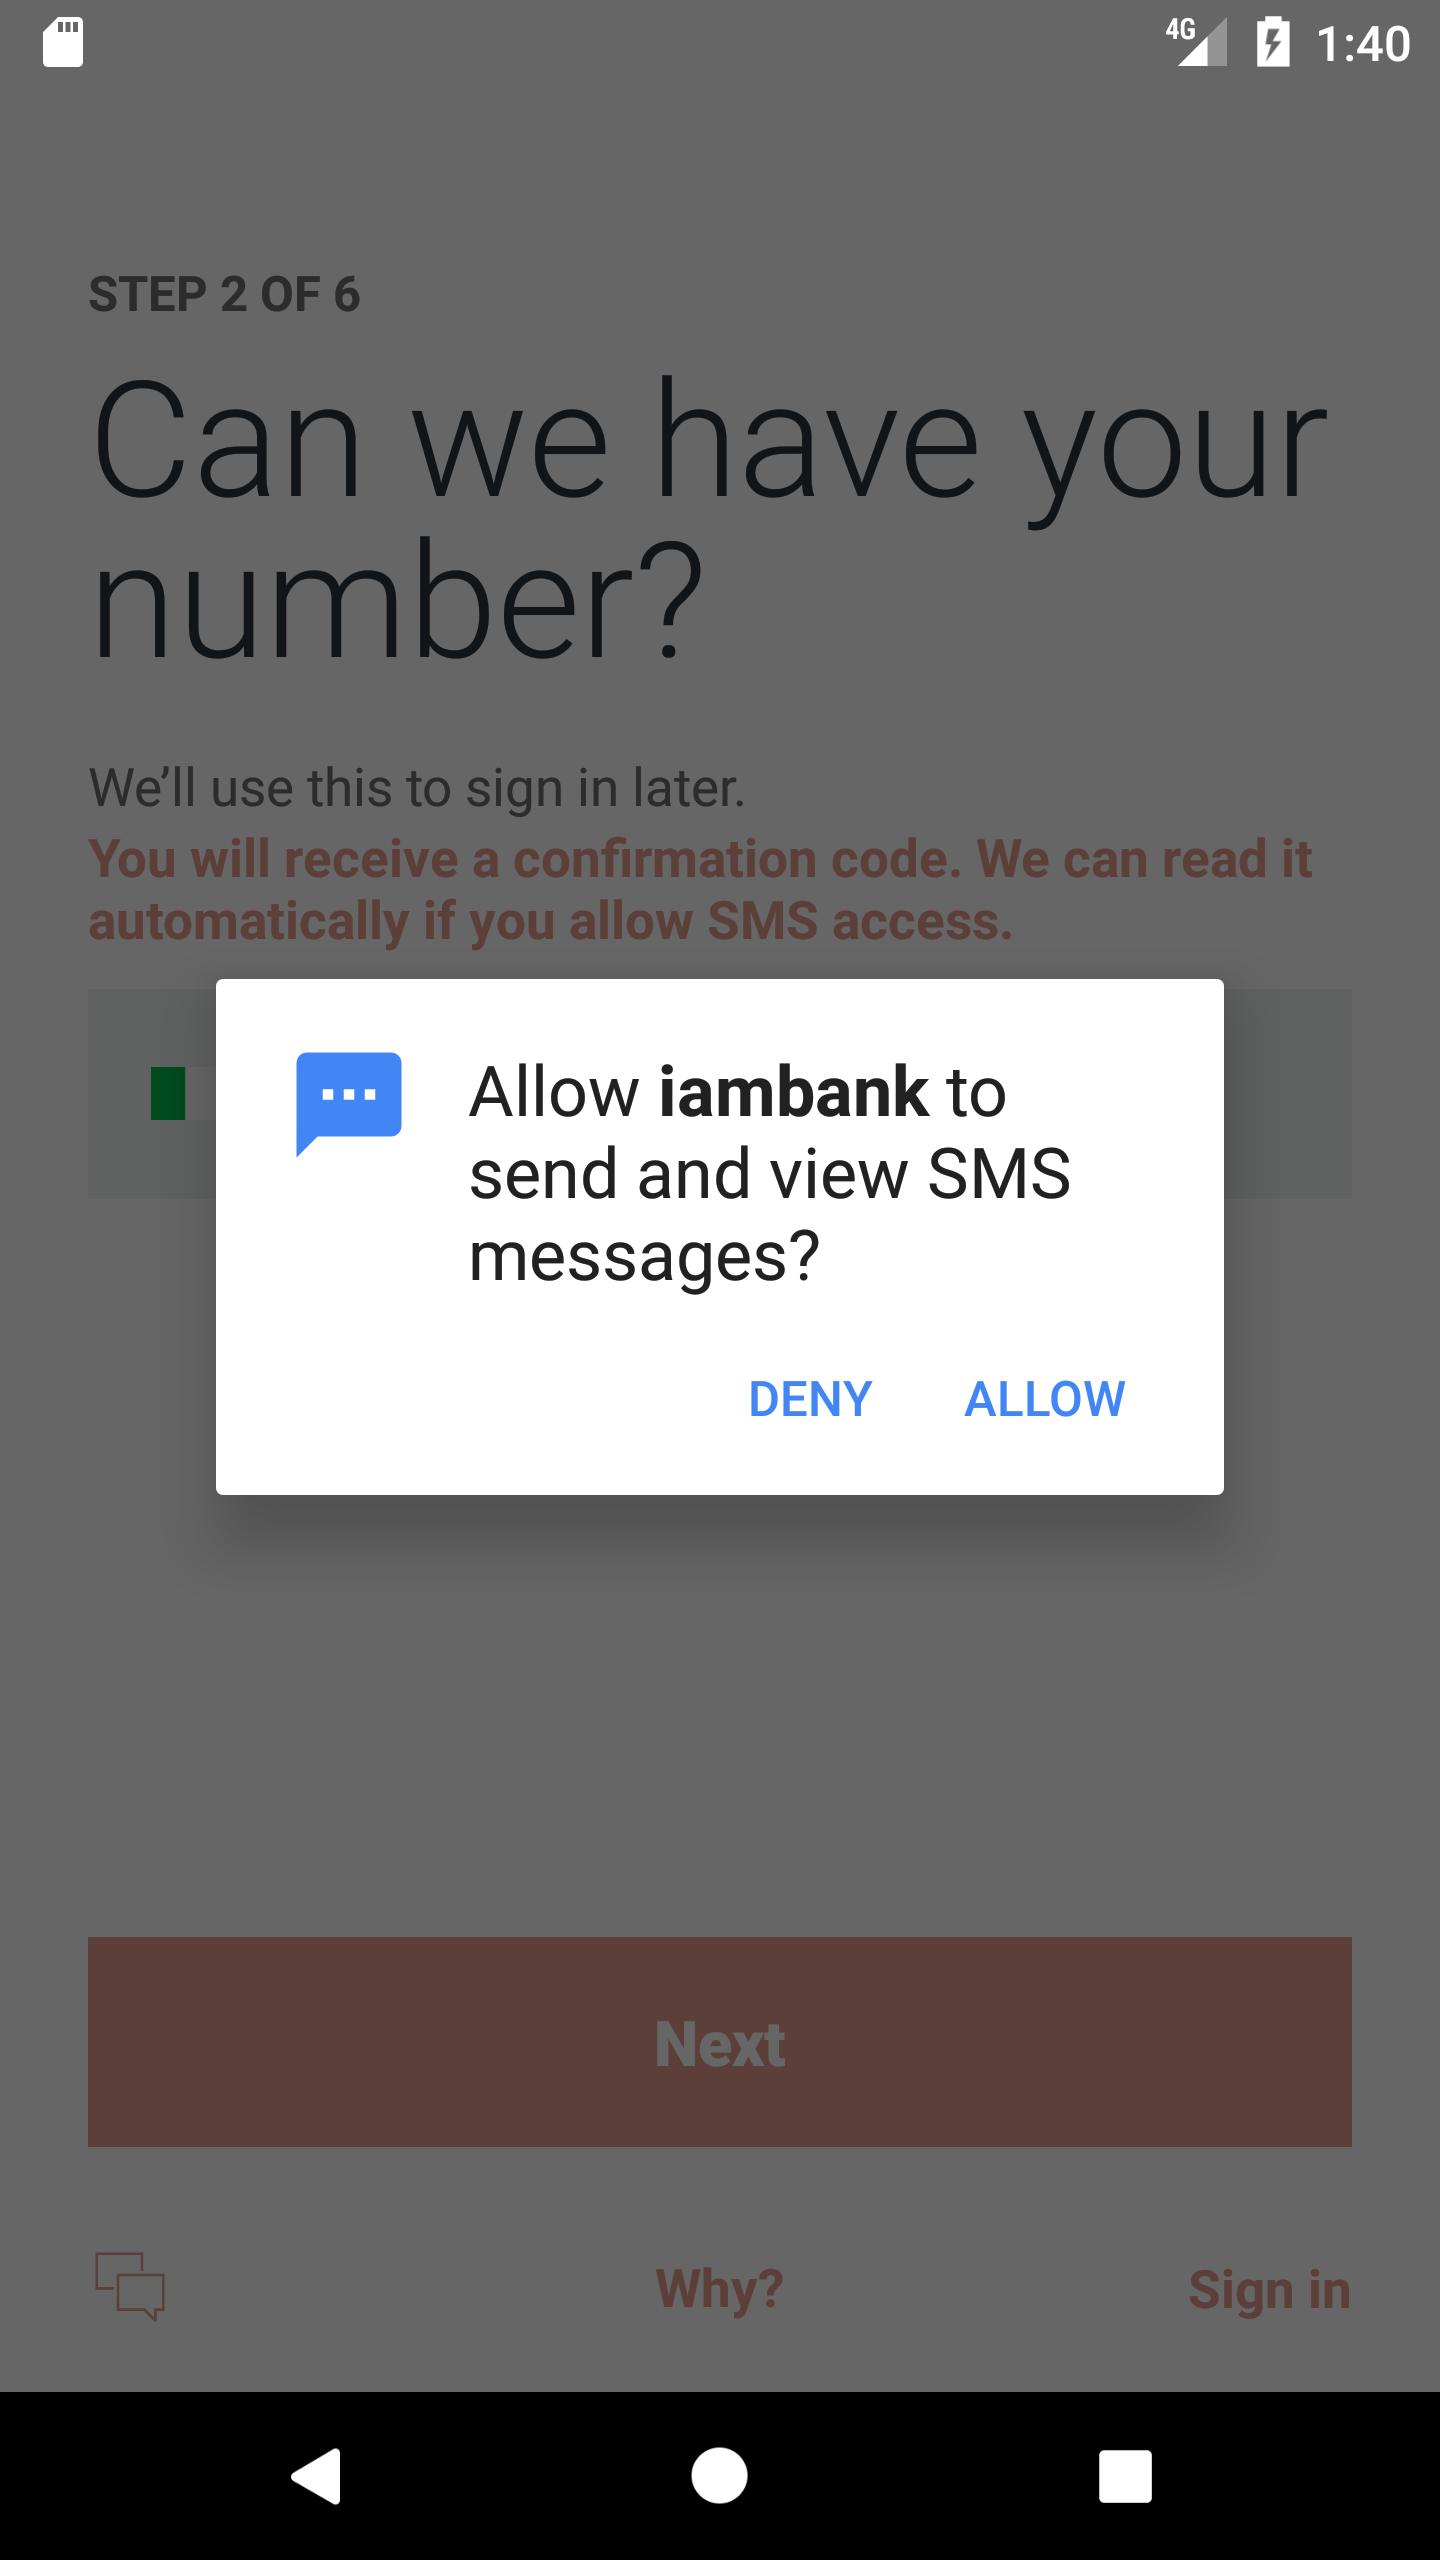 4G 1:40
STEP 2 OF 6
Can we have your
number?
We’ll use this to sign in later.
You will receive a confirmation code. We can read it
automatically if you allow SMS access.
Allow iambank to
send and view SMS
messages?
DENY ALLOW
Next
Why? Sign in